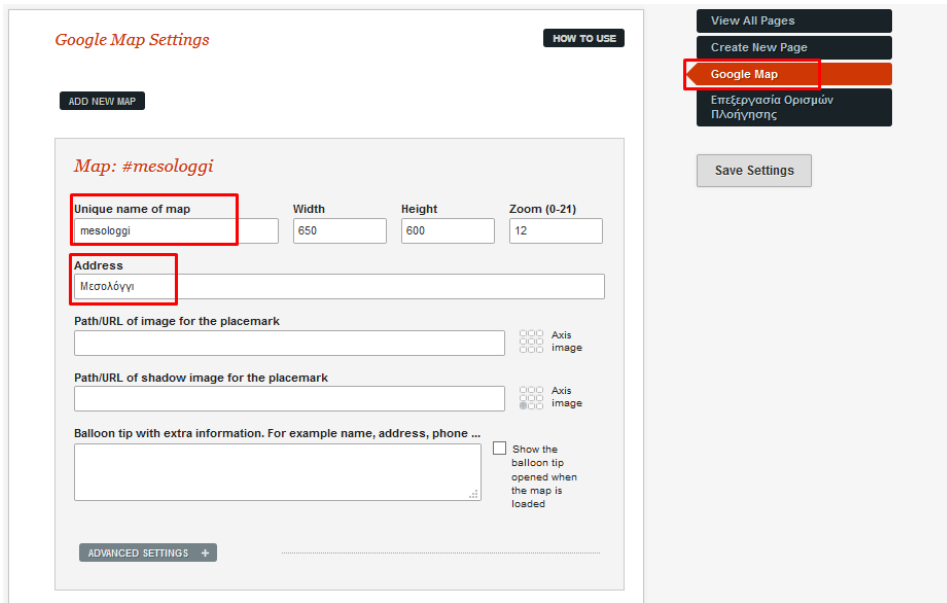 Google Map Settings
HOW TO USE
ADD NEW MAP
Map: #mesologgi
Unique name of map
Width
Height
Zoom (0-21)
mesologgi
650
600
12
Address
Μεσολόγγι
Path/URL of image for the placemark
Axis
image
Path/URL of shadow image for the placemark
Axis
image
Balloon tip with extra information. For example name, address, phone ...
Show the
balloon tip
opened when
the map is
loaded
ADVANCED SETTINGS +
View All Pages
Create New Page
Google Map
Επεξεργασία Ορισμών
Πλοήγησης
Save Settings